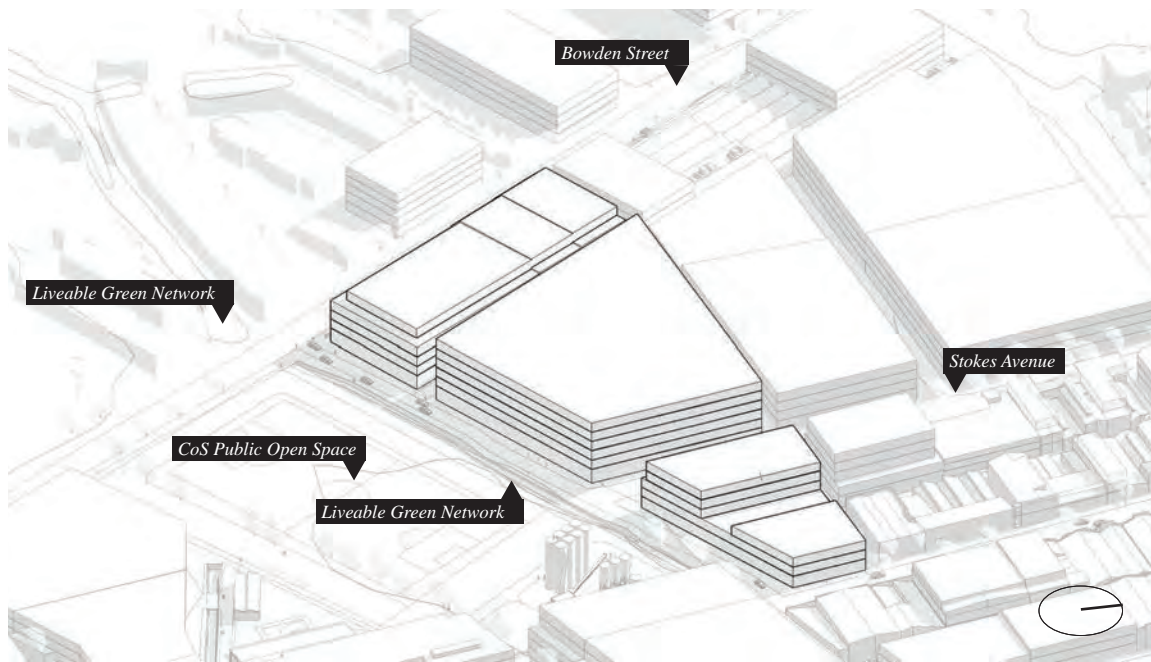 Bowden Street
Liveable Green Network
Stokes Avenue
CoS Public Open Space
Liveable Green Network